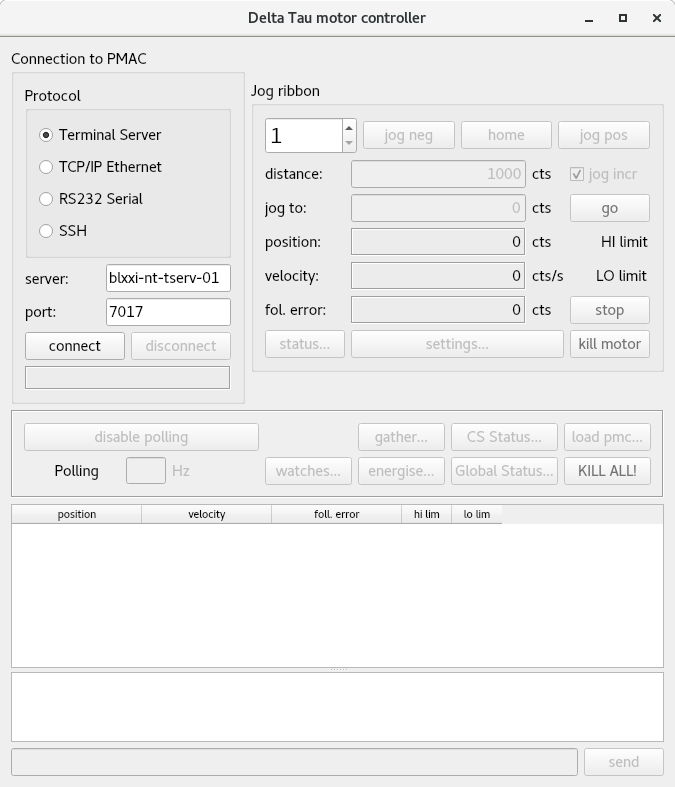 Delta Tau motor controller
Connection to PMAC
Protocol
Terminal Server
TCP/IP Ethernet
RS232 Serial
SSH
server: blxxi-nt-tserv-01
port: 7017
connect disconnect
Jog ribbon
1 jog neg home jog pos
distance: 1000 cts jog incr
jog to: 0 cts go
position: 0 cts HI limit
velocity: 0 cts/s LO limit
fol. error: 0 cts stop
status... settings... kill motor
disable polling gather... CS Status... load pmc...
Polling Hz watches... energise... Global Status... KILL ALL!
position velocity foll. error hi lim lo lim
send